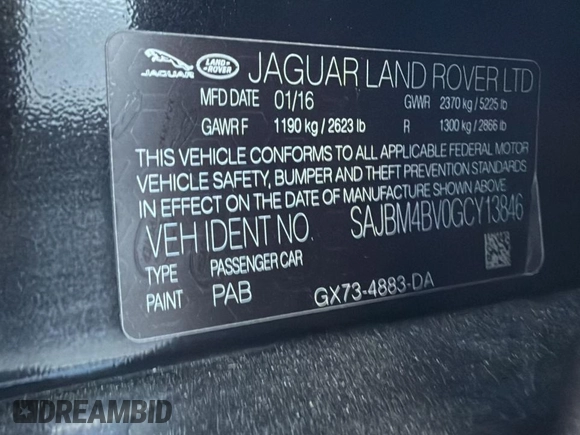 JAGUAR LAND-ROVER JAGUAR LAND ROVER LTD
MFD DATE 01/16 GVWR 2370 kg / 5225 lb
GAWR F 1190 kg / 2623 lb R 1300 kg / 2866 lb
THIS VEHICLE CONFORMS TO ALL APPLICABLE FEDERAL MOTOR
VEHICLE SAFETY, BUMPER AND THEFT PREVENTION STANDARDS
IN EFFECT ON THE DATE OF MANUFACTURE SHOWN ABOVE.
VEH IDENT NO. SAJBM4BV0GCY13846
TYPE PASSENGER CAR
PAINT PAB GX73-4883-DA
DREAMBID